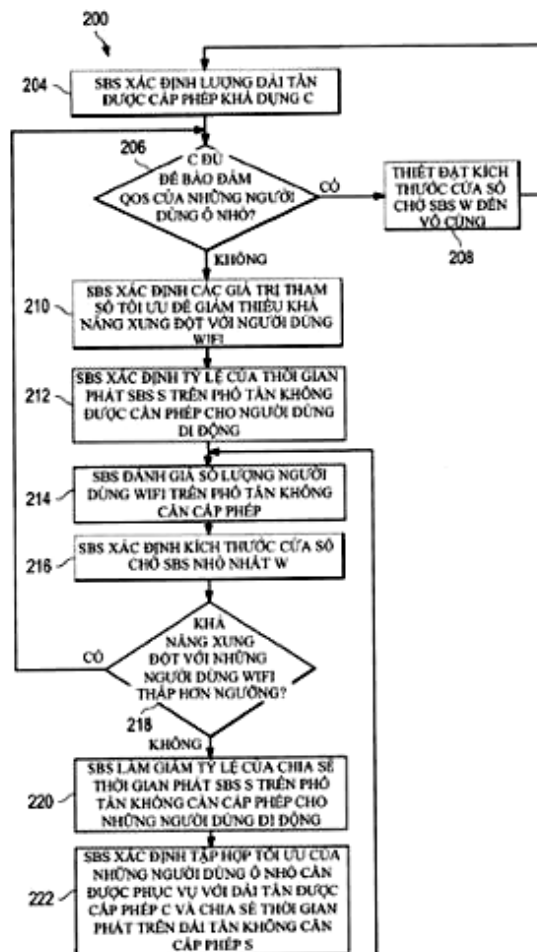 200
204
SBS XÁC ĐỊNH LƯỢNG DẢI TẦN
ĐƯỢC CẤP PHÉP KHẢ DỤNG C
206
C ĐỦ
ĐỂ BẢO ĐẢM
QOS CỦA NHỮNG NGƯỜI
DÙNG Ô NHỎ?
CÓ
THIẾT ĐẶT KÍCH
THƯỚC CỬA SỔ
CHỜ SBS W ĐẾN
VÔ CÙNG
208
KHÔNG
210
SBS XÁC ĐỊNH CÁC GIÁ TRỊ THAM
SỐ TỐI ƯU ĐỂ GIẢM THIỂU KHẢ
NĂNG XUNG ĐỘT VỚI NGƯỜI DÙNG
WIFI
212
SBS XÁC ĐỊNH TỶ LỆ CỦA THỜI GIAN
PHÁT SBS S TRÊN PHỔ TẦN KHÔNG
ĐƯỢC CẤN PHÉP CHO NGƯỜI DÙNG
DI ĐỘNG
214
SBS ĐÁNH GIÁ SỐ LƯỢNG NGƯỜI
DÙNG WIFI TRÊN PHỔ TẦN KHÔNG
CẦN CẤP PHÉP
216
SBS XÁC ĐỊNH KÍCH THƯỚC CỬA SỔ
CHỜ SBS NHỎ NHẤT W
KHẢ
NĂNG XUNG
ĐỘT VỚI NHỮNG
NGƯỜI DÙNG WIFI
THẤP HƠN NGƯỠNG?
CÓ
218
KHÔNG
220
SBS LÀM GIẢM TỶ LỆ CỦA CHIA SẺ
THỜI GIAN PHÁT SBS S TRÊN PHỔ
TẦN KHÔNG CẦN CẤP PHÉP CHO
NHỮNG NGƯỜI DÙNG DI ĐỘNG
222
SBS XÁC ĐỊNH TẬP HỢP TỐI ƯU CỦA
NHỮNG NGƯỜI DÙNG Ô NHỎ CẦN
ĐƯỢC PHỤC VỤ VỚI DẢI TẦN ĐƯỢC
CẤP PHÉP C VÀ CHIA SẺ THỜI GIAN
PHÁT TRÊN DẢI TẦN KHÔNG CẦN
CẤP PHÉP S